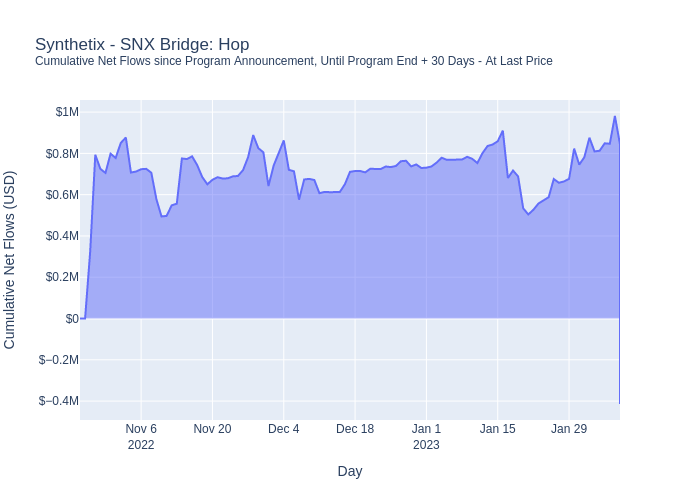 Synthetix - SNX Bridge: Hop
Cumulative Net Flows since Program Announcement, Until Program End + 30 Days - At Last Price
Cumulative Net Flows (USD)
$1M
$0.8M
$0.6M
$0.4M
$0.2M
$0
$−0.2M
$−0.4M
Nov 6 Nov 20 Dec 4 Dec 18 Jan 1 Jan 15 Jan 29
2022 2023
Day